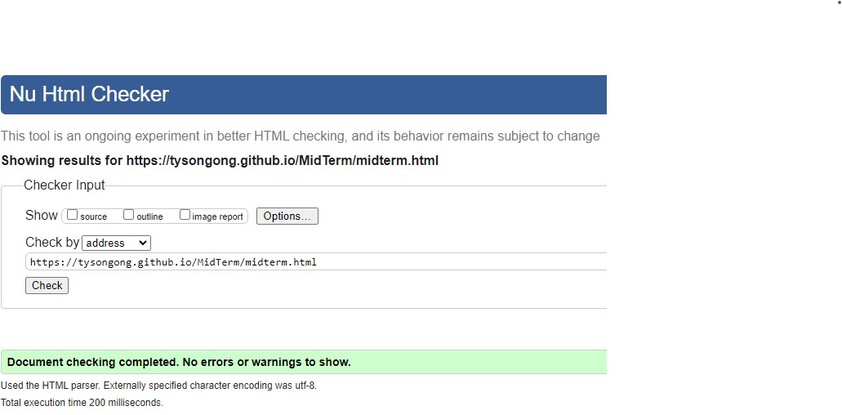 Nu Html Checker
This tool is an ongoing experiment in better HTML checking, and its behavior remains subject to change
Showing results for https://tysongong.github.io/MidTerm/midterm.html
Checker Input
Show source outline image report Options...
Check by address
https://tysongong.github.io/MidTerm/midterm.html
Check
Document checking completed. No errors or warnings to show.
Used the HTML parser. Externally specified character encoding was utf-8.
Total execution time 200 milliseconds.